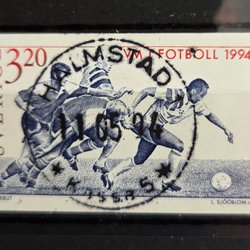 SVERIGE
3.20
VM I FOTBOLL 1994
HALMSTAD
11 05 94
L. SJÖÖBLOM